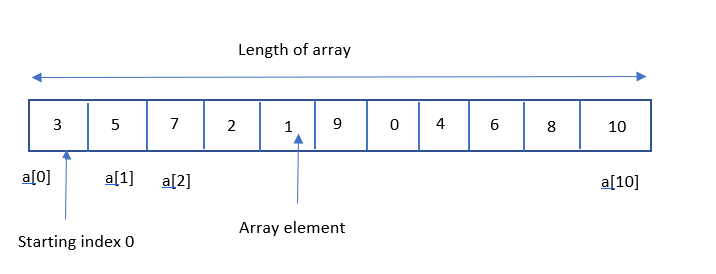 Length of array
3 5 7 2 1 9 0 4 6 8 10
a[0] a[1] a[2] a[10]
Array element
Starting index 0